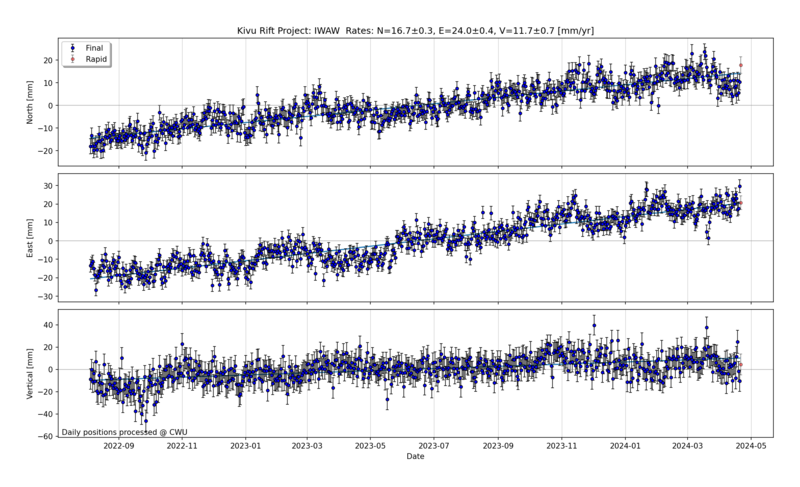 Kivu Rift Project: IWAW Rates: N=16.7±0.3, E=24.0±0.4, V=11.7±0.7 [mm/yr]
Final
Rapid
North [mm]
20
10
0
−10
−20
East [mm]
30
20
10
0
−10
−20
−30
Vertical [mm]
40
20
0
−20
−40
−60
Daily positions processed @ CWU
2022-09 2022-11 2023-01 2023-03 2023-05 2023-07 2023-09 2023-11 2024-01 2024-03 2024-05
Date